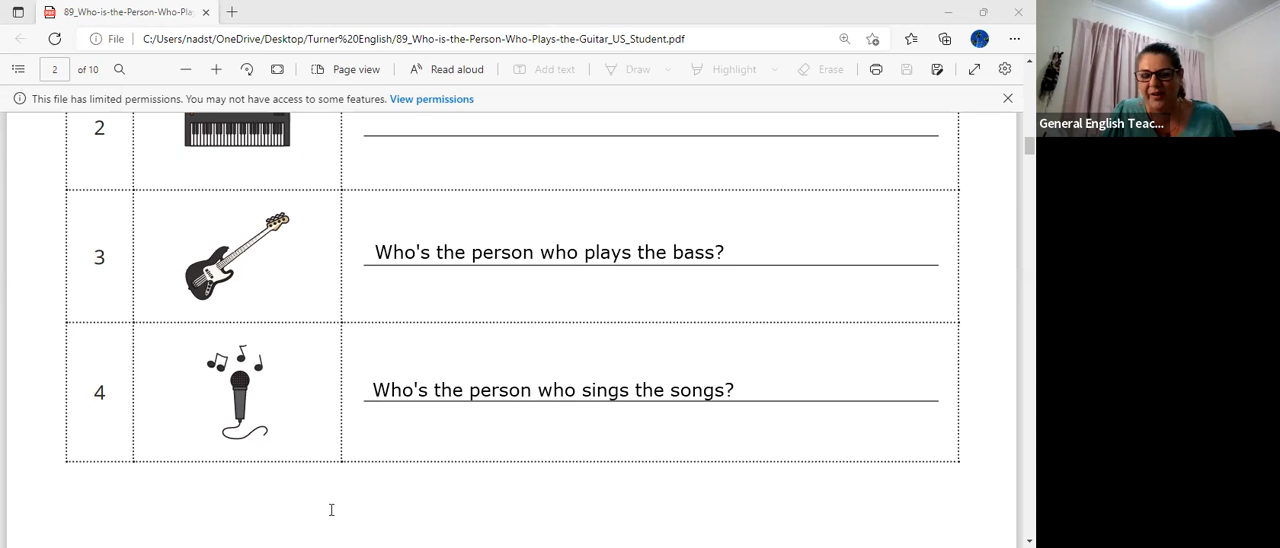 89_Who-is-the-Person-Who-Pla
File C:/Users/nadst/OneDrive/Desktop/Turner%20English/89_Who-is-the-Person-Who-Plays-the-Guitar_US_Student.pdf
2 of 10 Page view Read aloud Add text Draw Highlight Erase
This file has limited permissions. You may not have access to some features. View permissions
General English Teac...
2
3 Who's the person who plays the bass?
4 Who's the person who sings the songs?